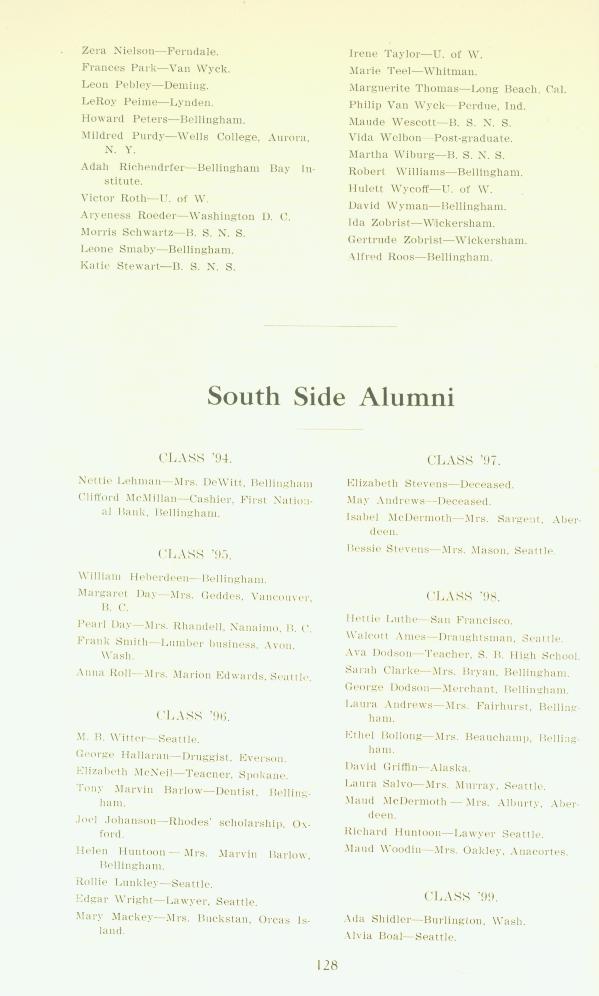 Zera Nielson—Ferndale.
Frances Park—Van Wyck.
Leon Pebley—Deming.
LeRoy Peime—Lynden.
Howard Peters—Bellingham.
Mildred Purdy—Wells College, Aurora,
N. Y.
Adah Richendrfer—Bellingham Bay In-
stitute.
Victor Roth—U. of W.
Aryeness Roeder—Washington D. C.
Morris Schwartz—B. S. N. S.
Leone Smaby—Bellingham.
Katie Stewart—B. S. N. S.
Irene Taylor—U. of W.
Marie Teel—Whitman.
Marguerite Thomas—Long Beach, Cal.
Philip Van Wyck—Perdue, Ind.
Maude Wescott—B. S. N. S.
Vida Welbon—Post-graduate.
Martha Wiburg—B. S. N. S.
Robert Williams—Bellingham.
Hulett Wycoff—U. of W.
David Wyman—Bellingham.
Ida Zobrist—Wickersham.
Gertrude Zobrist—Wickersham.
Alfred Roos—Bellingham.
South Side Alumni
CLASS '94.
Nettie Lehman—Mrs. DeWitt, Bellingham
Clifford McMillan—Cashier, First Nation-
al Bank, Bellingham.
CLASS '95.
William Heberdeen—Bellingham.
Margaret Day—Mrs. Geddes, Vancouver,
B. C.
Pearl Day—Mrs. Rhandell, Nanaimo, B. C.
Frank Smith—Lumber business, Avon,
Wash.
Anna Roll—Mrs. Marion Edwards, Seattle.
CLASS '96.
M. B. Witter—Seattle.
George Hallaran—Druggist, Everson.
Elizabeth McNeil—Teacner, Spokane.
Tony Marvin Barlow—Dentist, Belling-
ham.
Joel Johanson—Rhodes' scholarship, Ox-
ford.
Helen Huntoon—Mrs. Marvin Barlow,
Bellingham.
Rollie Lunkley—Seattle.
Edgar Wright—Lawyer, Seattle.
Mary Mackey—Mrs. Buckstan, Orcas Is-
land.
CLASS '97.
Elizabeth Stevens—Deceased.
May Andrews—Deceased.
Isabel McDermoth—Mrs. Sargent, Aber-
deen.
Bessie Stevens—Mrs. Mason, Seattle.
CLASS '98.
Hettie Luthe—San Francisco.
Walcott Ames—Draughtsman, Seattle.
Ava Dodson—Teacher, S. B. High School.
Sarah Clarke—Mrs. Bryan, Bellingham.
George Dodson—Merchant, Bellingham.
Laura Andrews—Mrs. Fairhurst, Belling-
ham.
Ethel Bollong—Mrs. Beauchamp, Belling-
ham.
David Griffin—Alaska.
Laura Salvo—Mrs. Murray, Seattle.
Maud McDermoth—Mrs. Alburty, Aber-
deen.
Richard Huntoon—Lawyer Seattle.
Maud Woodin—Mrs. Oakley, Anacortes.
CLASS '99.
Ada Shidler—Burlington, Wash.
Alvia Boal—Seattle.
128